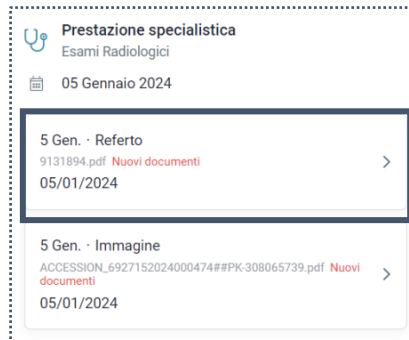 Prestazione specialistica
Esami Radiologici
05 Gennaio 2024
5 Gen. · Referto
9131894.pdf Nuovi documenti
05/01/2024
5 Gen. · Immagine
ACCESSION_6927152024000474##PK-308065739.pdf Nuovi
documenti
05/01/2024